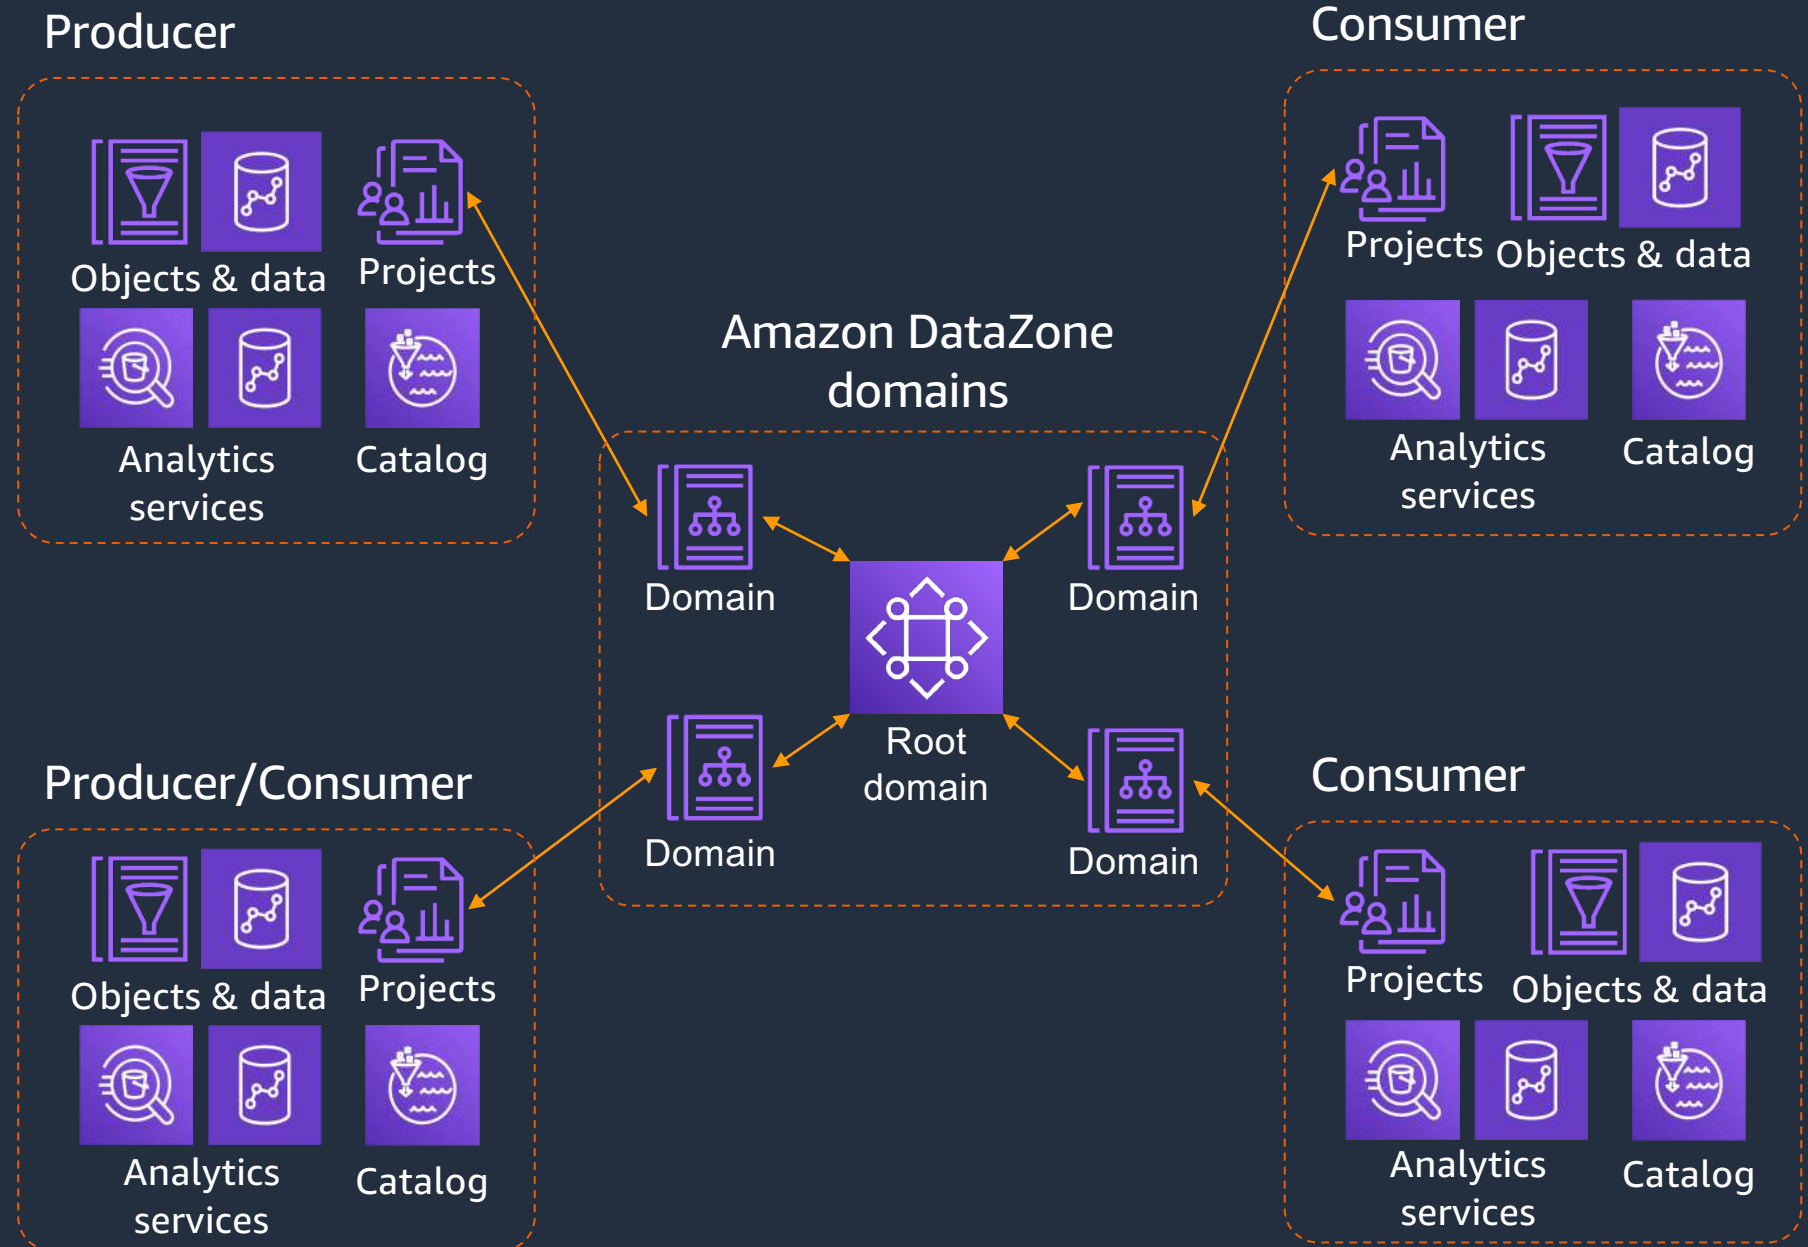 Producer
Objects & data
Projects
Analytics
services
Catalog
Consumer
Projects
Objects & data
Analytics
services
Catalog
Amazon DataZone
domains
Domain
Domain
Root
domain
Domain
Domain
Producer/Consumer
Objects & data
Projects
Analytics
services
Catalog
Consumer
Projects
Objects & data
Analytics
services
Catalog